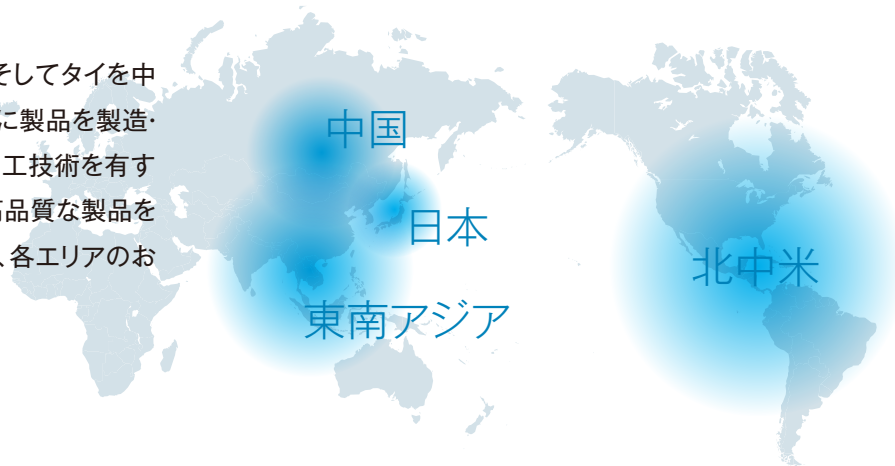 そしてタイを中
に製品を製造・
工技術を有す
高品質な製品を
、各エリアのお
中国
日本
東南アジア
北中米